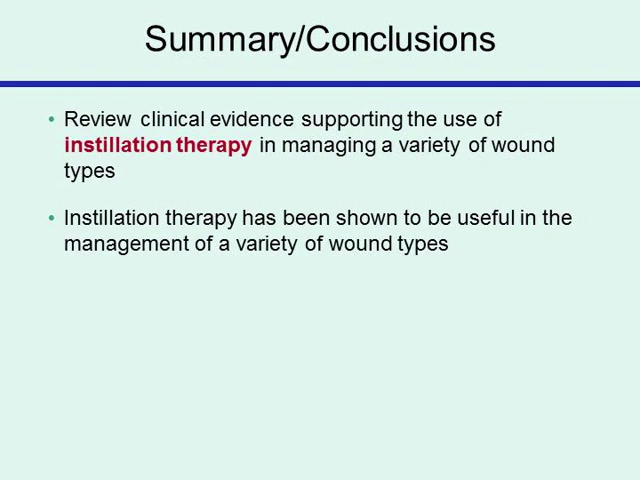 Summary/Conclusions
• Review clinical evidence supporting the use of
instillation therapy in managing a variety of wound
types
• Instillation therapy has been shown to be useful in the
management of a variety of wound types